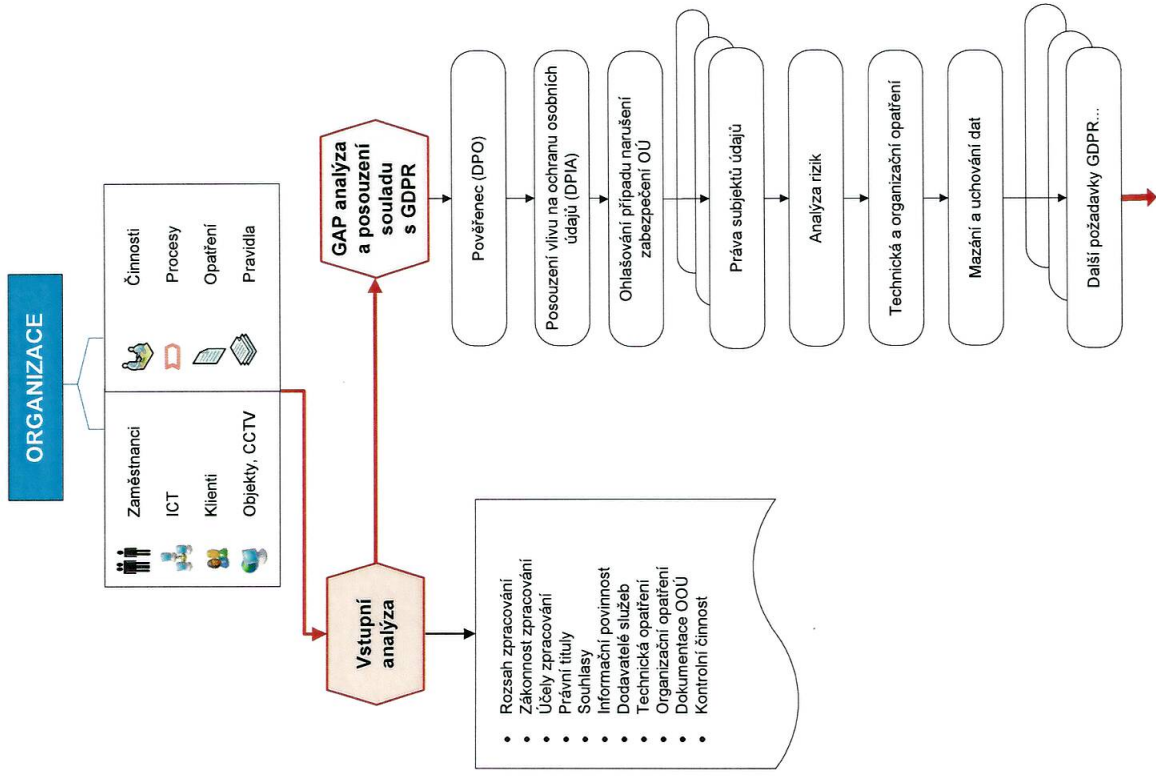 ORGANIZACE
Zaměstnanci
ICT
Klienti
Objekty, CCTV
Činnosti
Procesy
Opatření
Pravidla
Vstupní
analýza
Rozsah zpracování
Zákonnost zpracování
Účely zpracování
Právní tituly
Souhlasy
Informační povinnost
Dodavatelé služeb
Technická opatření
Organizační opatření
Dokumentace OOÚ
Kontrolní činnost
GAP analýza
a posouzení
souladu
s GDPR
Pověřenec (DPO)
Posouzení vlivu na ochranu osobních
údajů (DPIA)
Ohlašování případu narušení
zabezpečení OÚ
Práva subjektů údajů
Analýza rizik
Technická a organizační opatření
Mazání a uchování dat
Další požadavky GDPR...